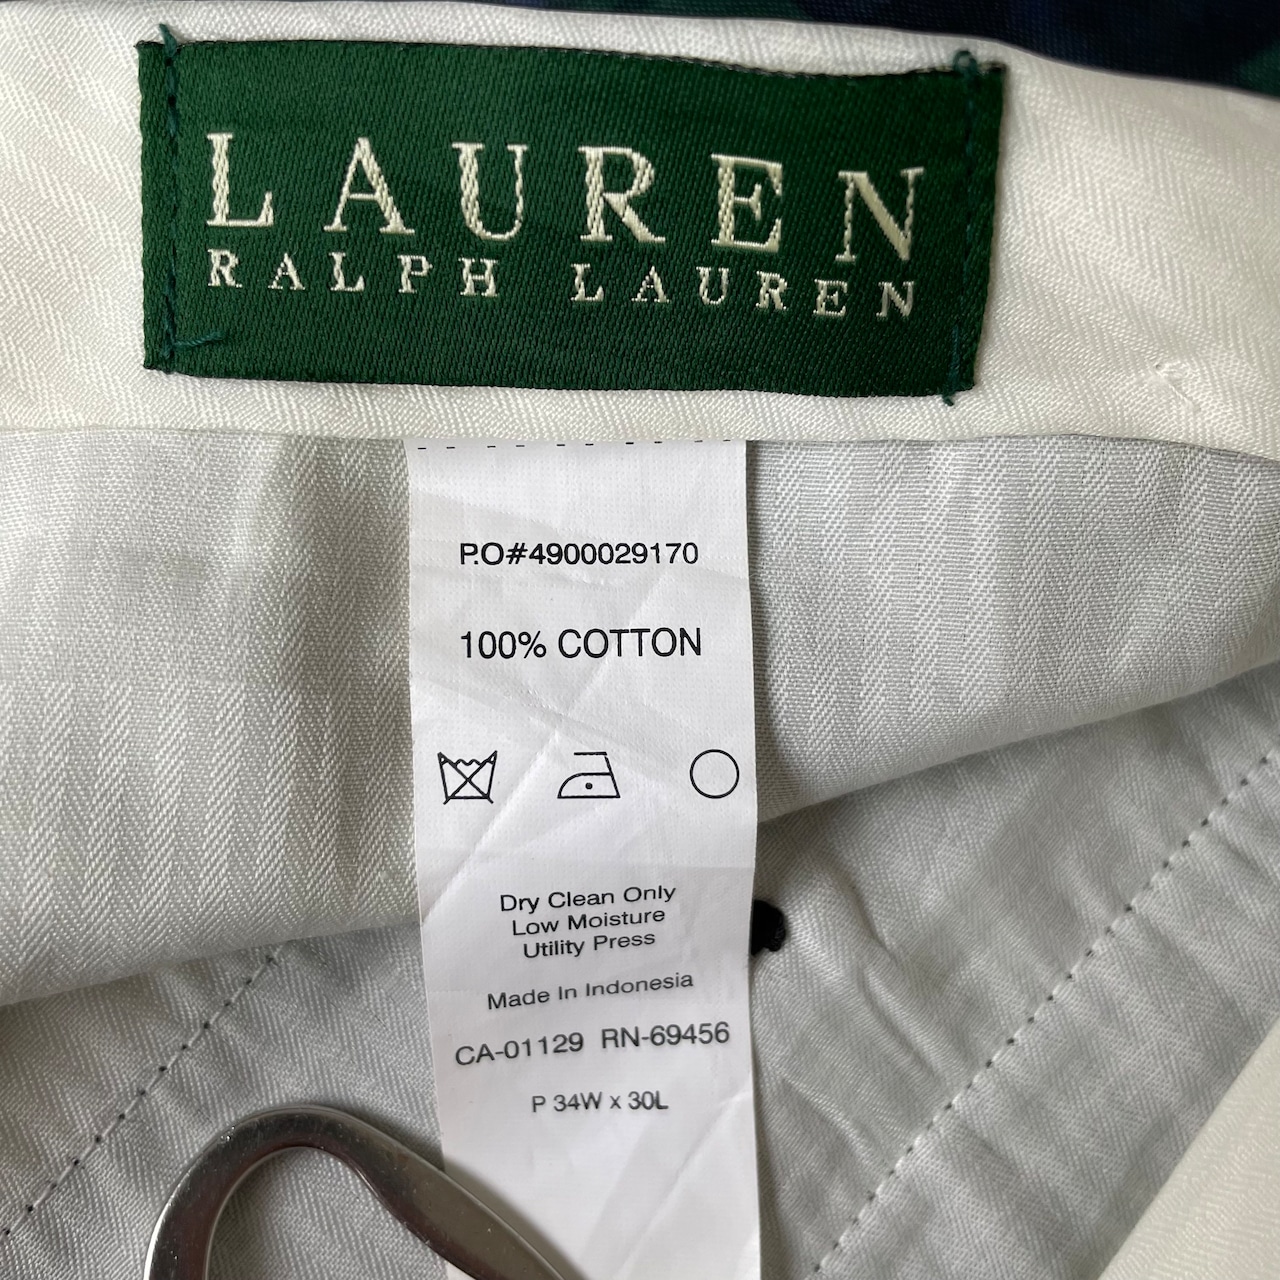 LAUREN
RALPH LAUREN
P.O#4900029170
100% COTTON
Dry Clean Only
Low Moisture
Utility Press
Made In Indonesia
CA-01129 RN-69456
P 34W x 30L